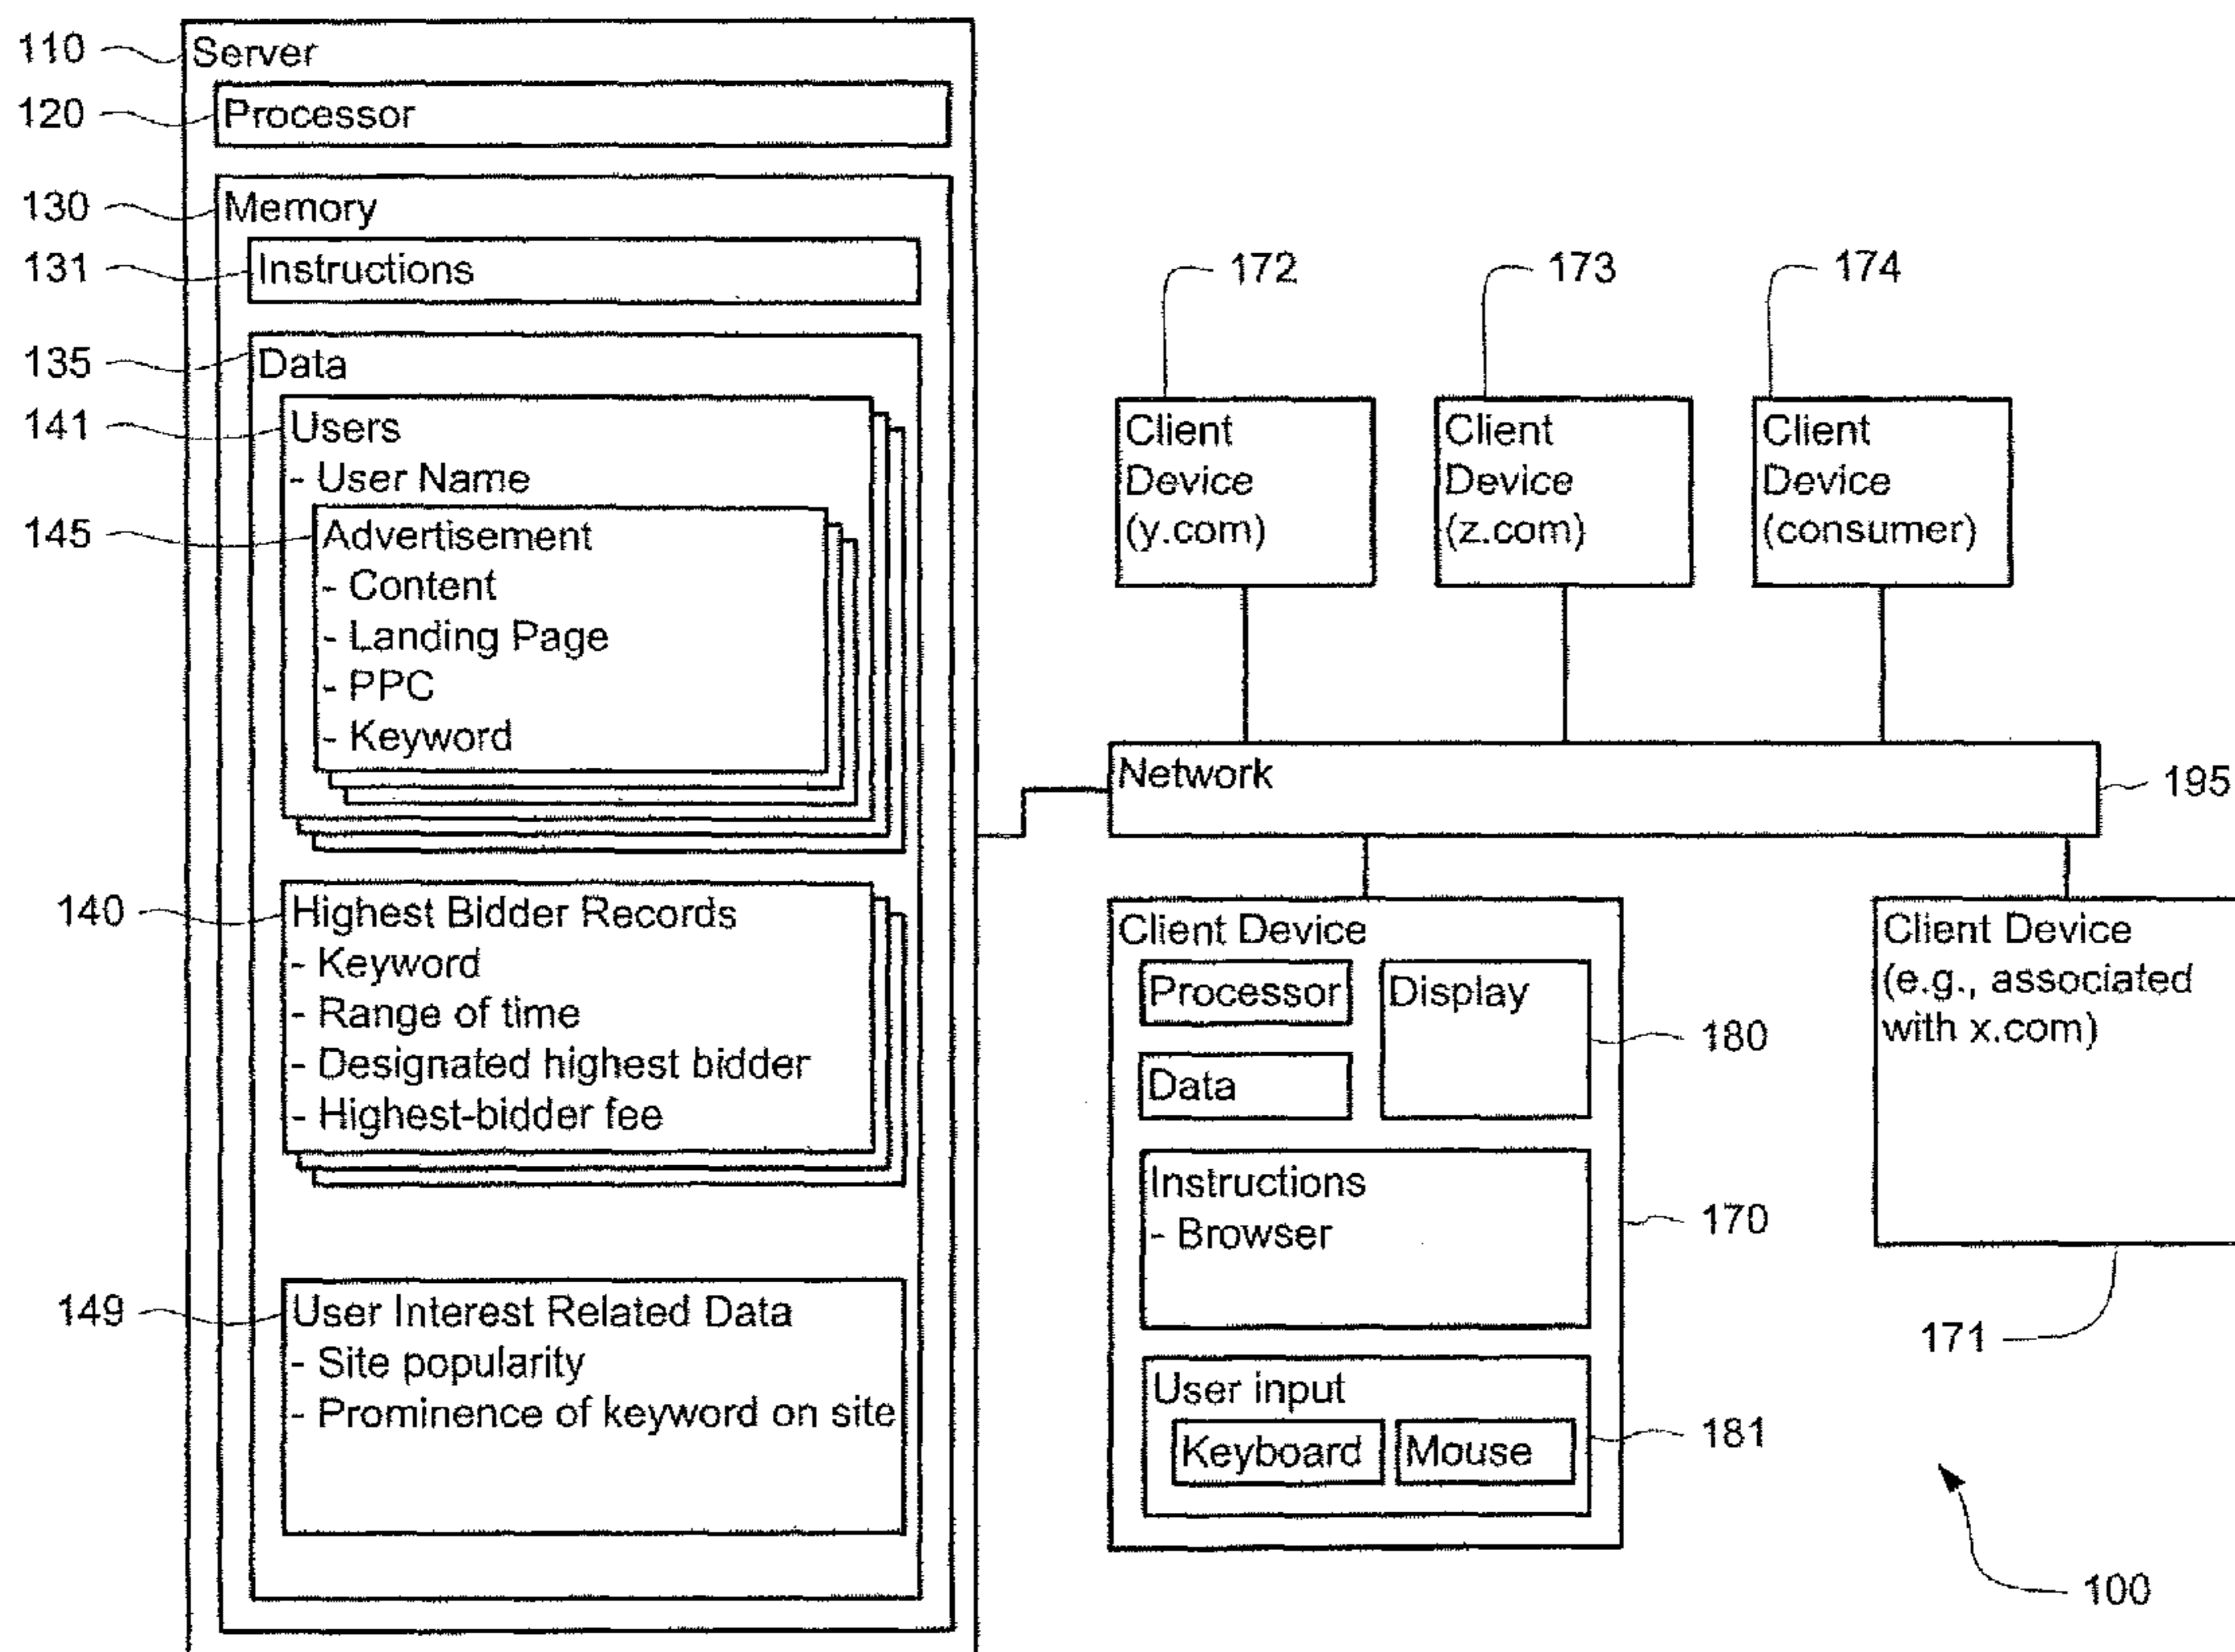 110
Server
120
Processor
130
Memory
131
Instructions
135
Data
141
Users
- User Name
145
Advertisement
- Content
- Landing Page
- PPC
- Keyword
140
Highest Bidder Records
- Keyword
- Range of time
- Designated highest bidder
- Highest-bidder fee
149
User Interest Related Data
- Site popularity
- Prominence of keyword on site
172
Client
Device
(y.com)
173
Client
Device
(z.com)
174
Client
Device
(consumer)
Network
195
Client Device
Processor
Display
180
Data
Instructions
- Browser
170
User input
Keyboard
Mouse
181
Client Device
(e.g., associated
with x.com)
171
100